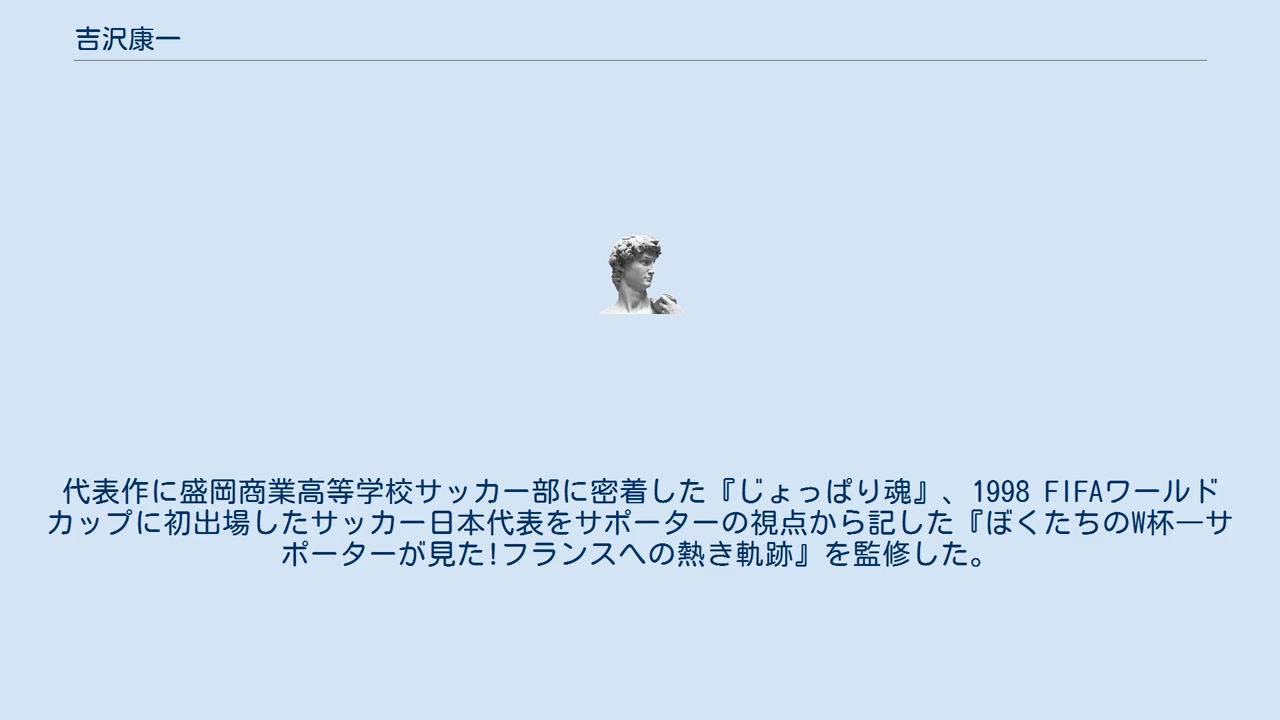 吉沢康一
代表作に盛岡商業高等学校サッカー部に密着した『じょっぱり魂』、1998 FIFAワールド
カップに初出場したサッカー日本代表をサポーターの視点から記した『ぼくたちのW杯―サ
ポーターが見た!フランスへの熱き軌跡』を監修した。